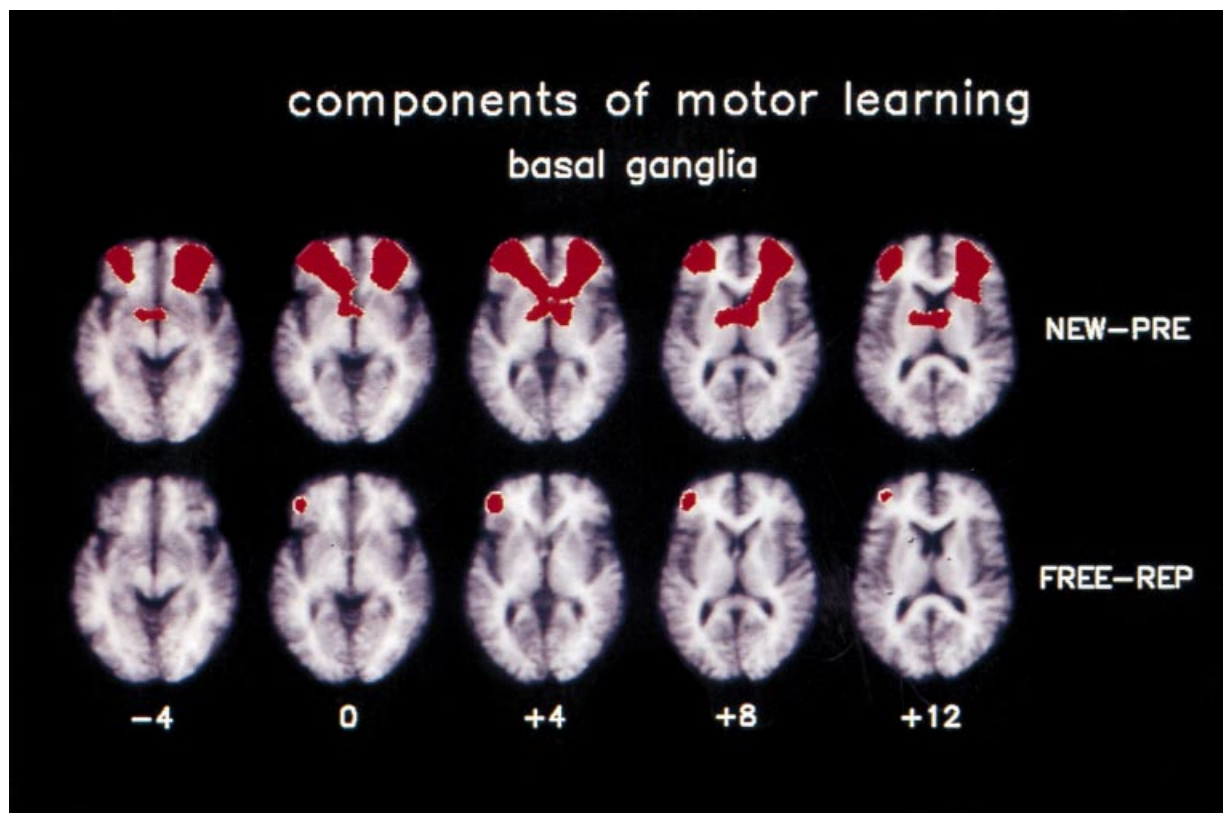 components of motor learning
basal ganglia
NEW-PRE
FREE-REP
-4 0 +4 +8 +12